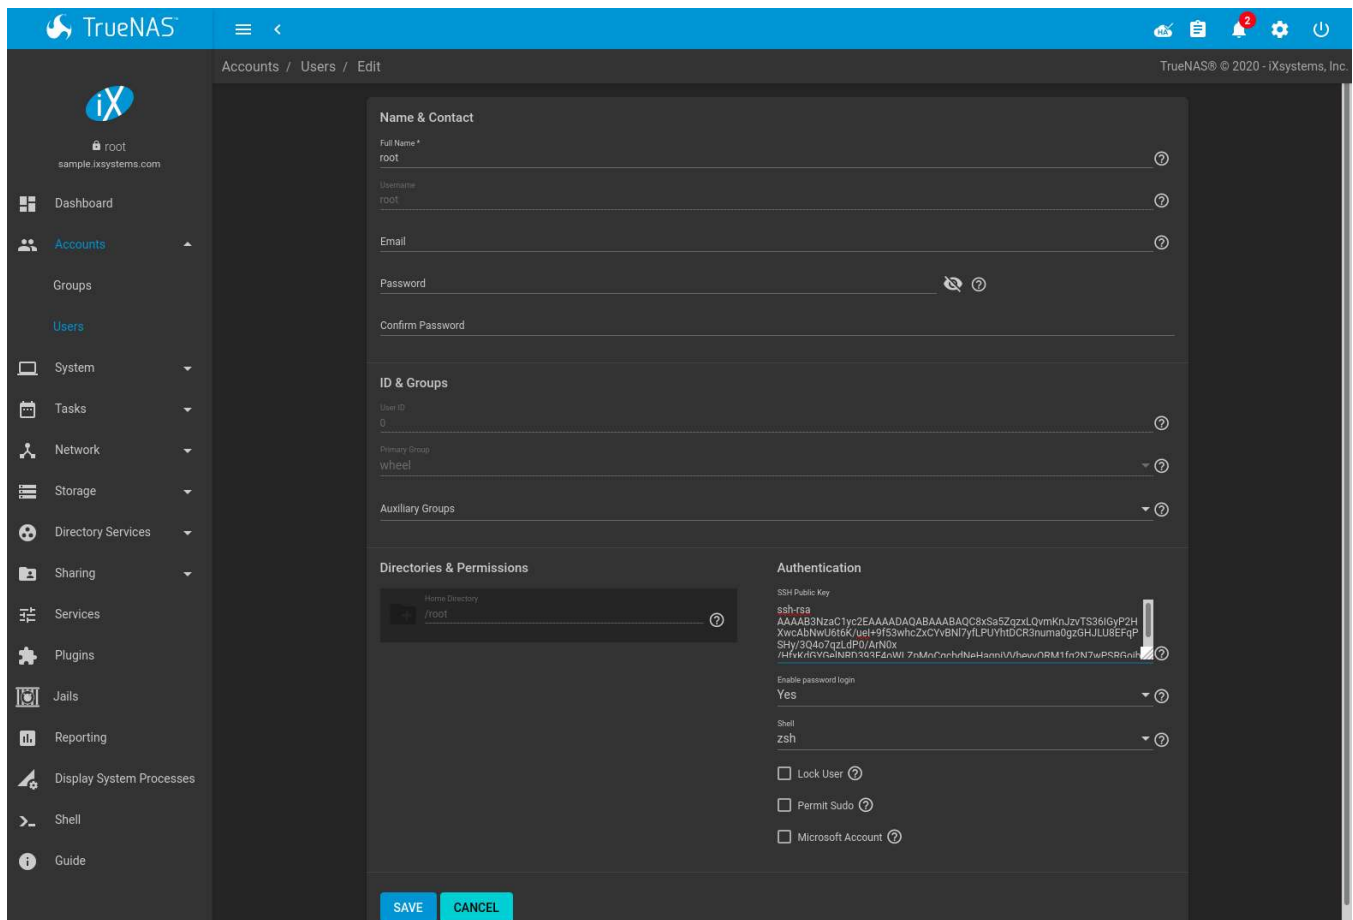 TrueNAS
HA
2
Accounts / Users / Edit
TrueNAS® © 2020 - iXsystems, Inc.
iX
root
sample.ixsystems.com
Dashboard
Accounts
Groups
Users
System
Tasks
Network
Storage
Directory Services
Sharing
Services
Plugins
Jails
Reporting
Display System Processes
Shell
Guide
Name & Contact
Full Name *
root
Username
root
Email
Password
Confirm Password
ID & Groups
User ID
0
Primary Group
wheel
Auxiliary Groups
Directories & Permissions
Home Directory
/root
Authentication
SSH Public Key
ssh-rsa
AAAAB3NzaC1yc2EAAAADAQABAAABAQC8xSa5ZqzxLQvmKnJzvTS36IGyP2H
XwcAbNwU6t6K/ueI+9f53whcZxCYvBNl7yfLPUYhtDCR3numa0gzGHJLU8EFqP
SHy/3Q4o7qzLdP0/ArN0x
Enable password login
Yes
Shell
zsh
Lock User
Permit Sudo
Microsoft Account
SAVE
CANCEL